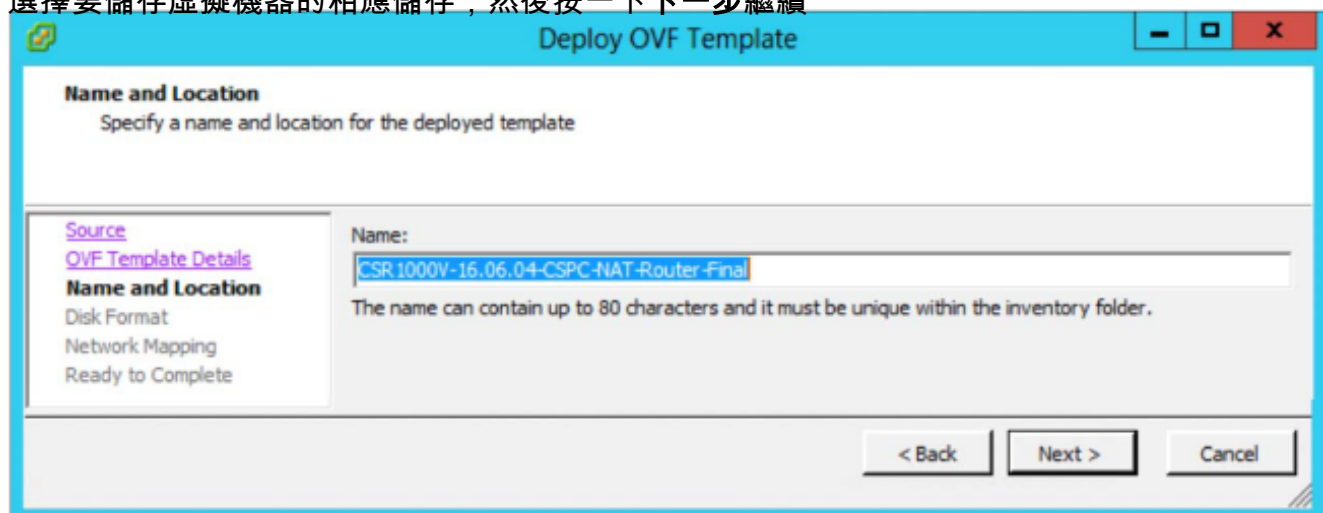 選擇要儲存虛擬機器的相應儲存，然後按一下下一步繼續
Deploy OVF Template
Name and Location
Specify a name and location for the deployed template
Source
OVF Template Details
Name and Location
Disk Format
Network Mapping
Ready to Complete
Name:
CSR1000V-16.06.04-CSPC-NAT-Router-Final
The name can contain up to 80 characters and it must be unique within the inventory folder.
< Back
Next >
Cancel